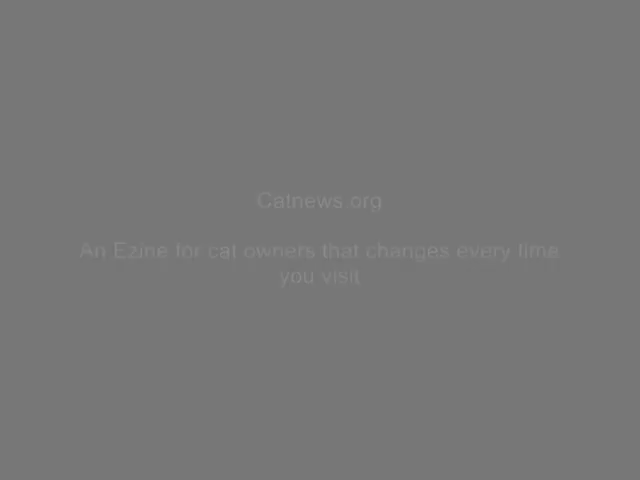 Catnews.org
An Ezine for cat owners that changes every time
you visit